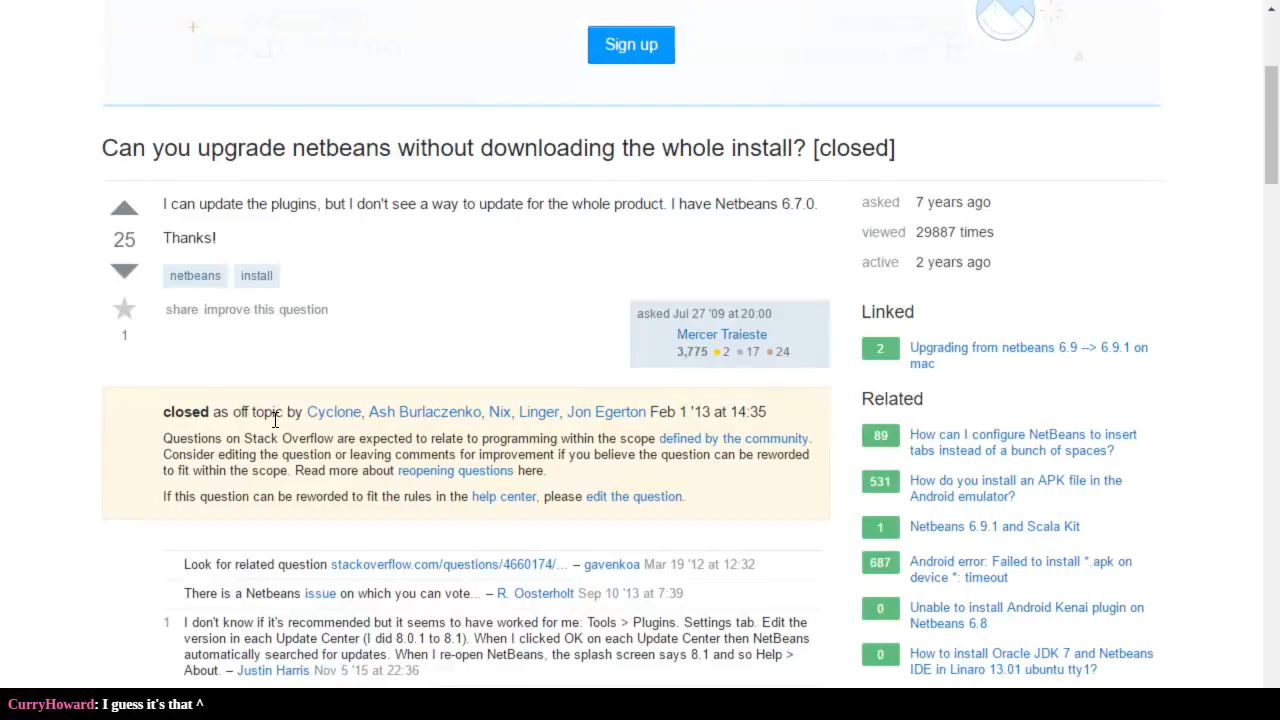 Sign up
Can you upgrade netbeans without downloading the whole install? [closed]
25
I can update the plugins, but I don't see a way to update for the whole product. I have Netbeans 6.7.0.
Thanks!
netbeans install
share improve this question
1
asked Jul 27 '09 at 20:00
Mercer Traieste
3,775 2 17 24
closed as off topic by Cyclone, Ash Burlaczenko, Nix, Linger, Jon Egerton Feb 1 '13 at 14:35
Questions on Stack Overflow are expected to relate to programming within the scope defined by the community.
Consider editing the question or leaving comments for improvement if you believe the question can be reworded
to fit within the scope. Read more about reopening questions here.
If this question can be reworded to fit the rules in the help center, please edit the question.
Look for related question stackoverflow.com/questions/4660174/... – gavenkoa Mar 19 '12 at 12:32
There is a Netbeans issue on which you can vote... – R. Oosterholt Sep 10 '13 at 7:39
1 I don't know if it's recommended but it seems to have worked for me: Tools > Plugins. Settings tab. Edit the
version in each Update Center (I did 8.0.1 to 8.1). When I clicked OK on each Update Center then NetBeans
automatically searched for updates. When I re-open NetBeans, the splash screen says 8.1 and so Help >
About. – Justin Harris Nov 5 '15 at 22:36
asked 7 years ago
viewed 29887 times
active 2 years ago
Linked
2 Upgrading from netbeans 6.9 --> 6.9.1 on
mac
Related
89 How can I configure NetBeans to insert
tabs instead of a bunch of spaces?
531 How do you install an APK file in the
Android emulator?
1 Netbeans 6.9.1 and Scala Kit
687 Android error: Failed to install *.apk on
device *: timeout
0 Unable to install Android Kenai plugin on
Netbeans 6.8
0 How to install Oracle JDK 7 and Netbeans
IDE in Linaro 13.01 ubuntu tty1?
CurryHoward: I guess it's that ^